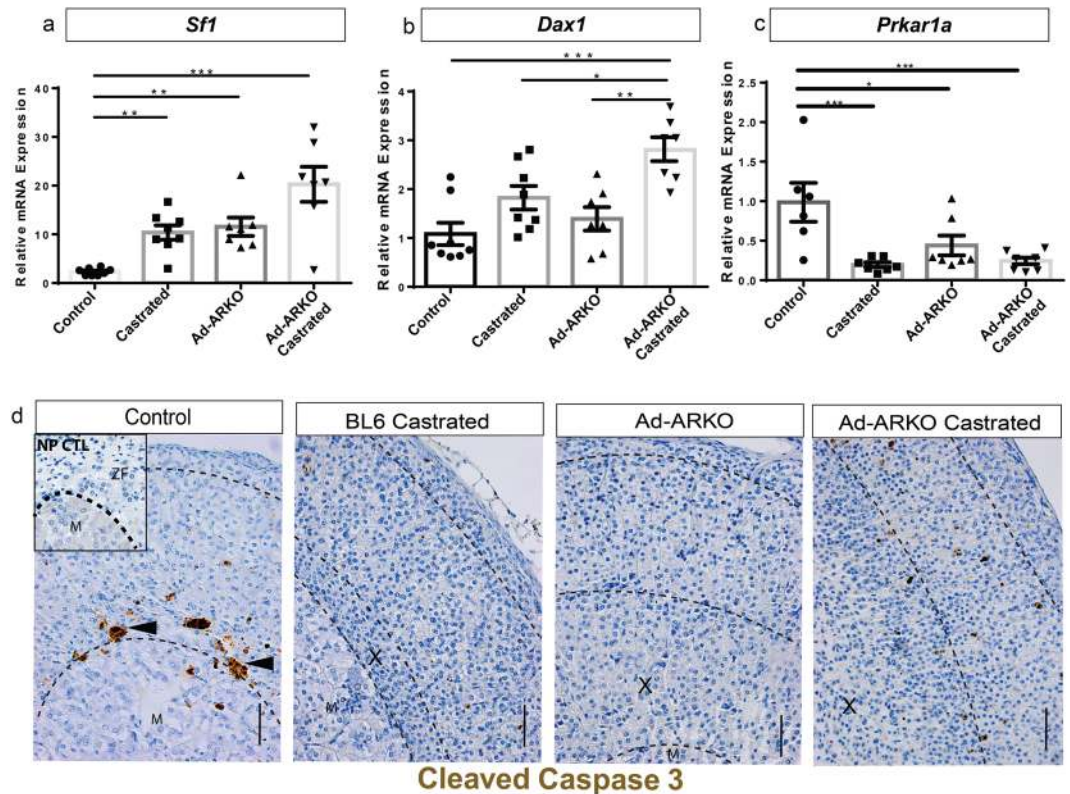 a
Sf1
Relative mRNA Expression
40
30
20
10
0
***
**
**
Control
Castrated
Ad-ARKO
Ad-ARKO
Castrated
b
Dax1
Relative mRNA Expression
4
3
2
1
0
***
*
**
Control
Castrated
Ad-ARKO
Ad-ARKO
Castrated
c
Prkar1a
Relative mRNA Expression
2.5
2.0
1.5
1.0
0.5
0.0
***
*
***
Control
Castrated
Ad-ARKO
Ad-ARKO
Castrated
d
Control
BL6 Castrated
Ad-ARKO
Ad-ARKO Castrated
NP CTL
ZF
M
M
X
M
X
M
X
Cleaved Caspase 3